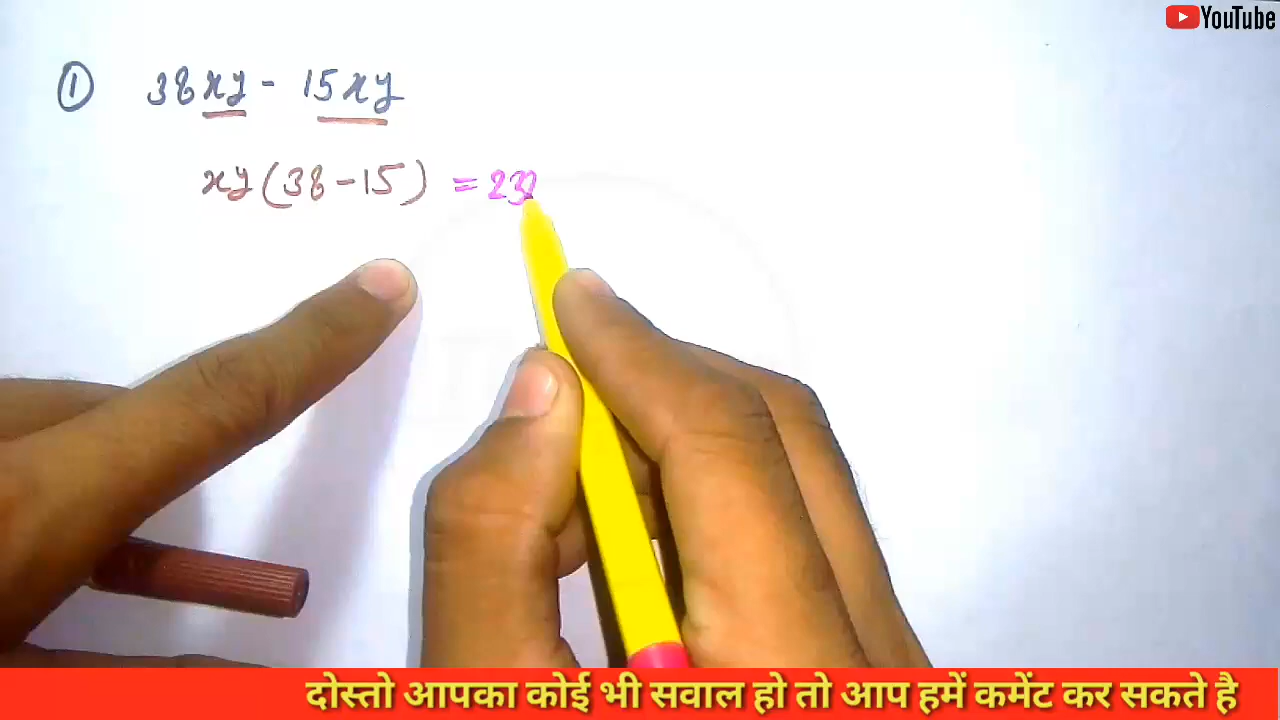 YouTube
① 38xy - 15xy
xy(38-15) = 23
दोस्तो आपका कोई भी सवाल हो तो आप हमें कमेंट कर सकते है